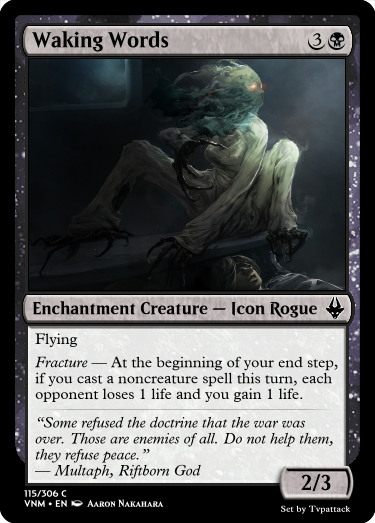 Waking Words 3
Enchantment Creature — Icon Rogue
Flying
Fracture — At the beginning of your end step,
if you cast a noncreature spell this turn, each
opponent loses 1 life and you gain 1 life.
“Some refused the doctrine that the war was
over. Those are enemies of all. Do not help them,
they refuse peace.”
— Multaph, Riftborn God
2/3
115/306 C
VNM • EN Aaron Nakahara
Set by Tvpattack